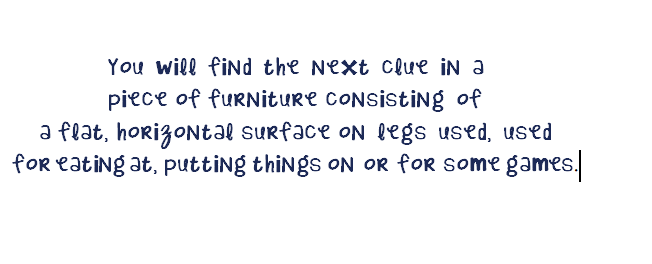 You will find the next clue in a
piece of furniture consisting of
a flat, horizontal surface on legs used, used
for eating at, putting things on or for some games.